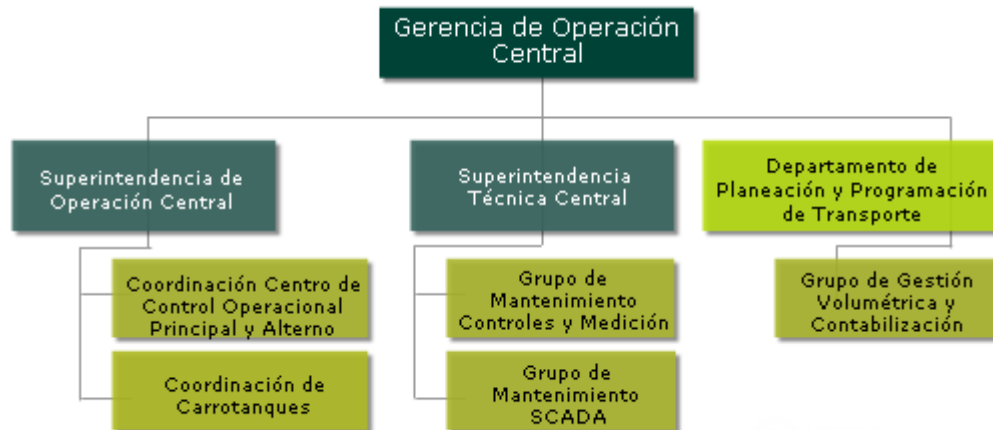 Gerencia de Operación
Central
Superintendencia de
Operación Central
Superintendencia
Técnica Central
Departamento de
Planeación y Programación
de Transporte
Coordinación Centro de
Control Operacional
Principal y Alterno
Grupo de
Mantenimiento
Controles y Medición
Grupo de Gestión
Volumétrica y
Contabilización
Coordinación de
Carrotanques
Grupo de
Mantenimiento
SCADA